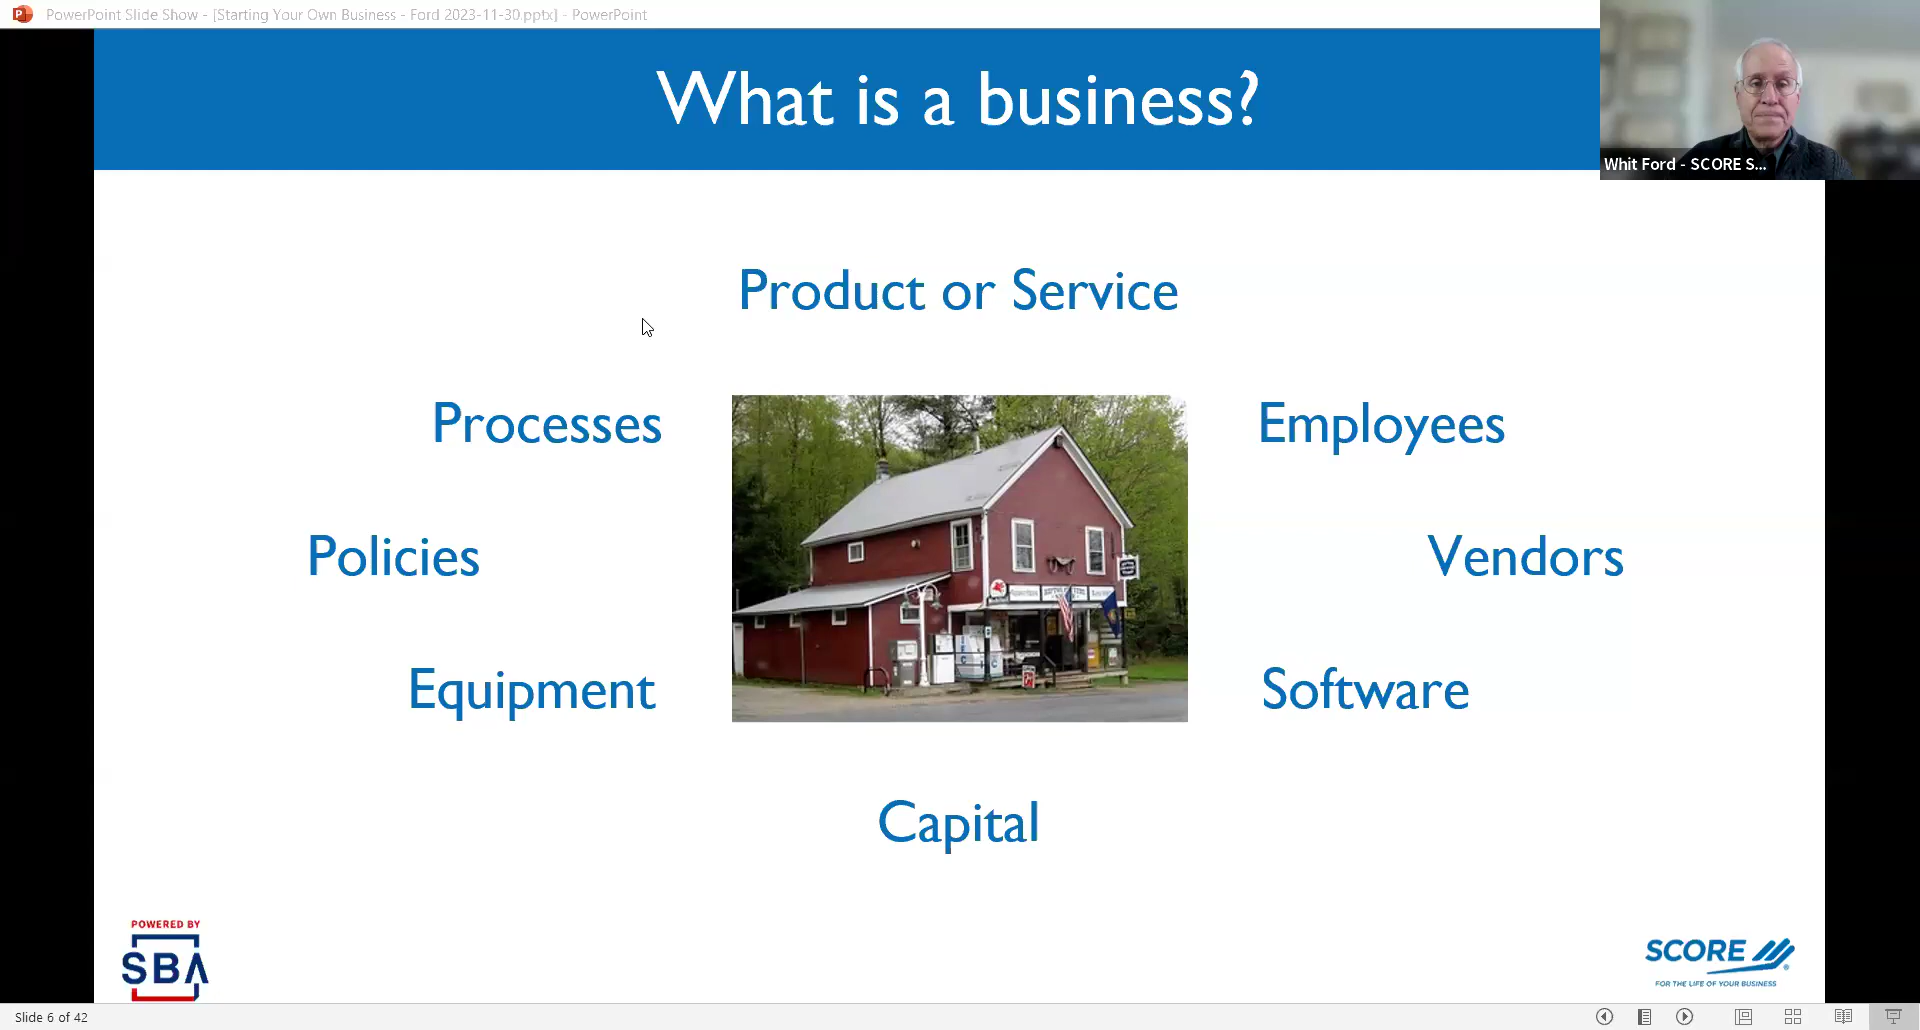 PowerPoint Slide Show - [Starting Your Own Business - Ford 2023-11-30.pptx] - PowerPoint
What is a business?
Whit Ford - SCORE S...
Product or Service
Processes
Employees
Policies
Vendors
Equipment
Software
Capital
POWERED BY
SBA
SCORE
FOR THE LIFE OF YOUR BUSINESS
Slide 6 of 42